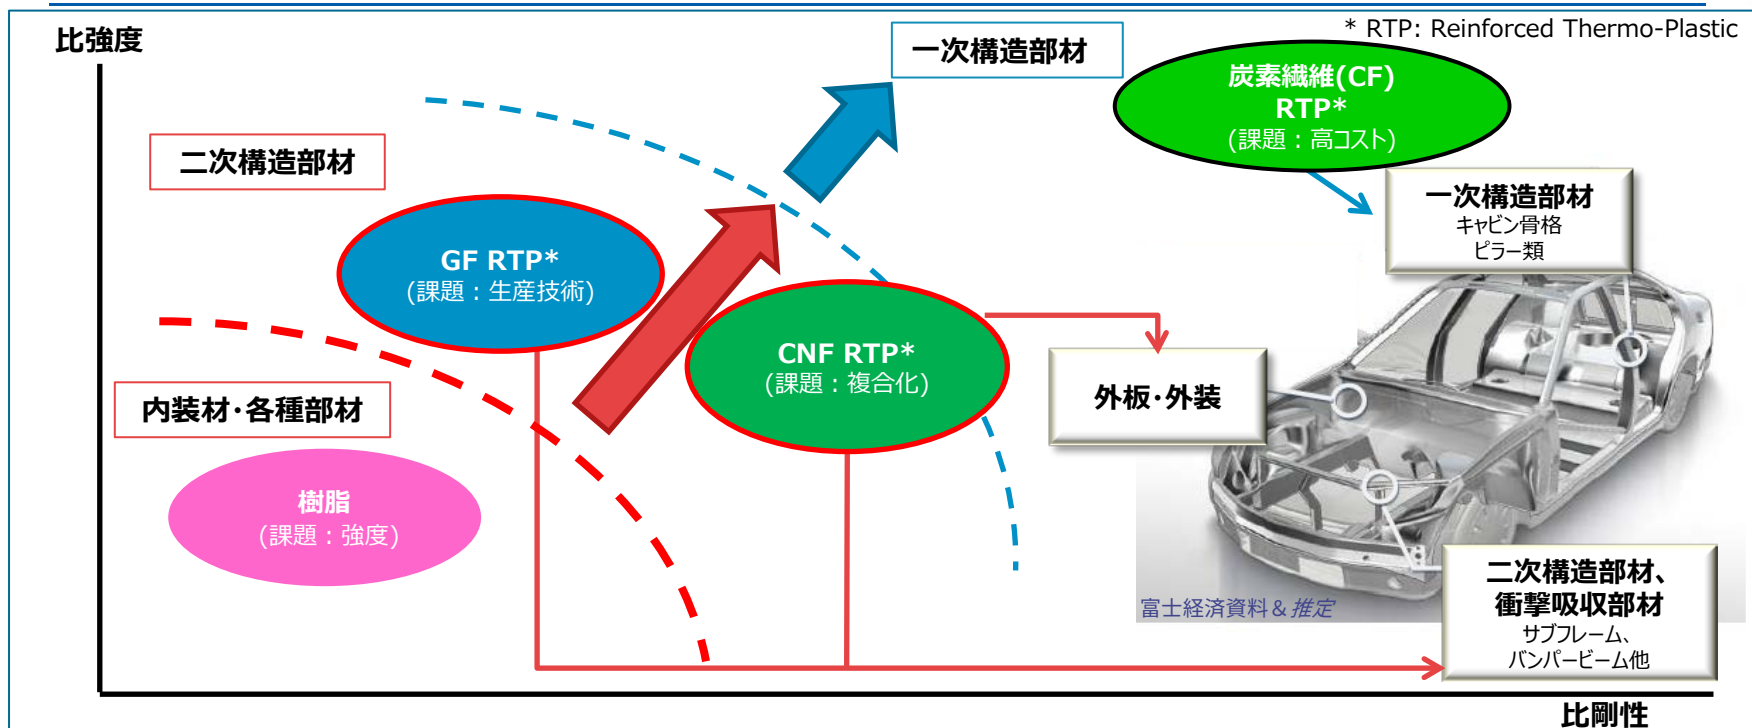 * RTP: Reinforced Thermo-Plastic
比強度
一次構造部材
炭素繊維(CF)
RTP*
(課題：高コスト)
二次構造部材
一次構造部材
キャビン骨格
ピラー類
GF RTP*
(課題：生産技術)
CNF RTP*
(課題：複合化)
外板・外装
内装材・各種部材
樹脂
(課題：強度)
二次構造部材、
衝撃吸収部材
サブフレーム、
バンパービーム他
富士経済資料＆推定
比剛性